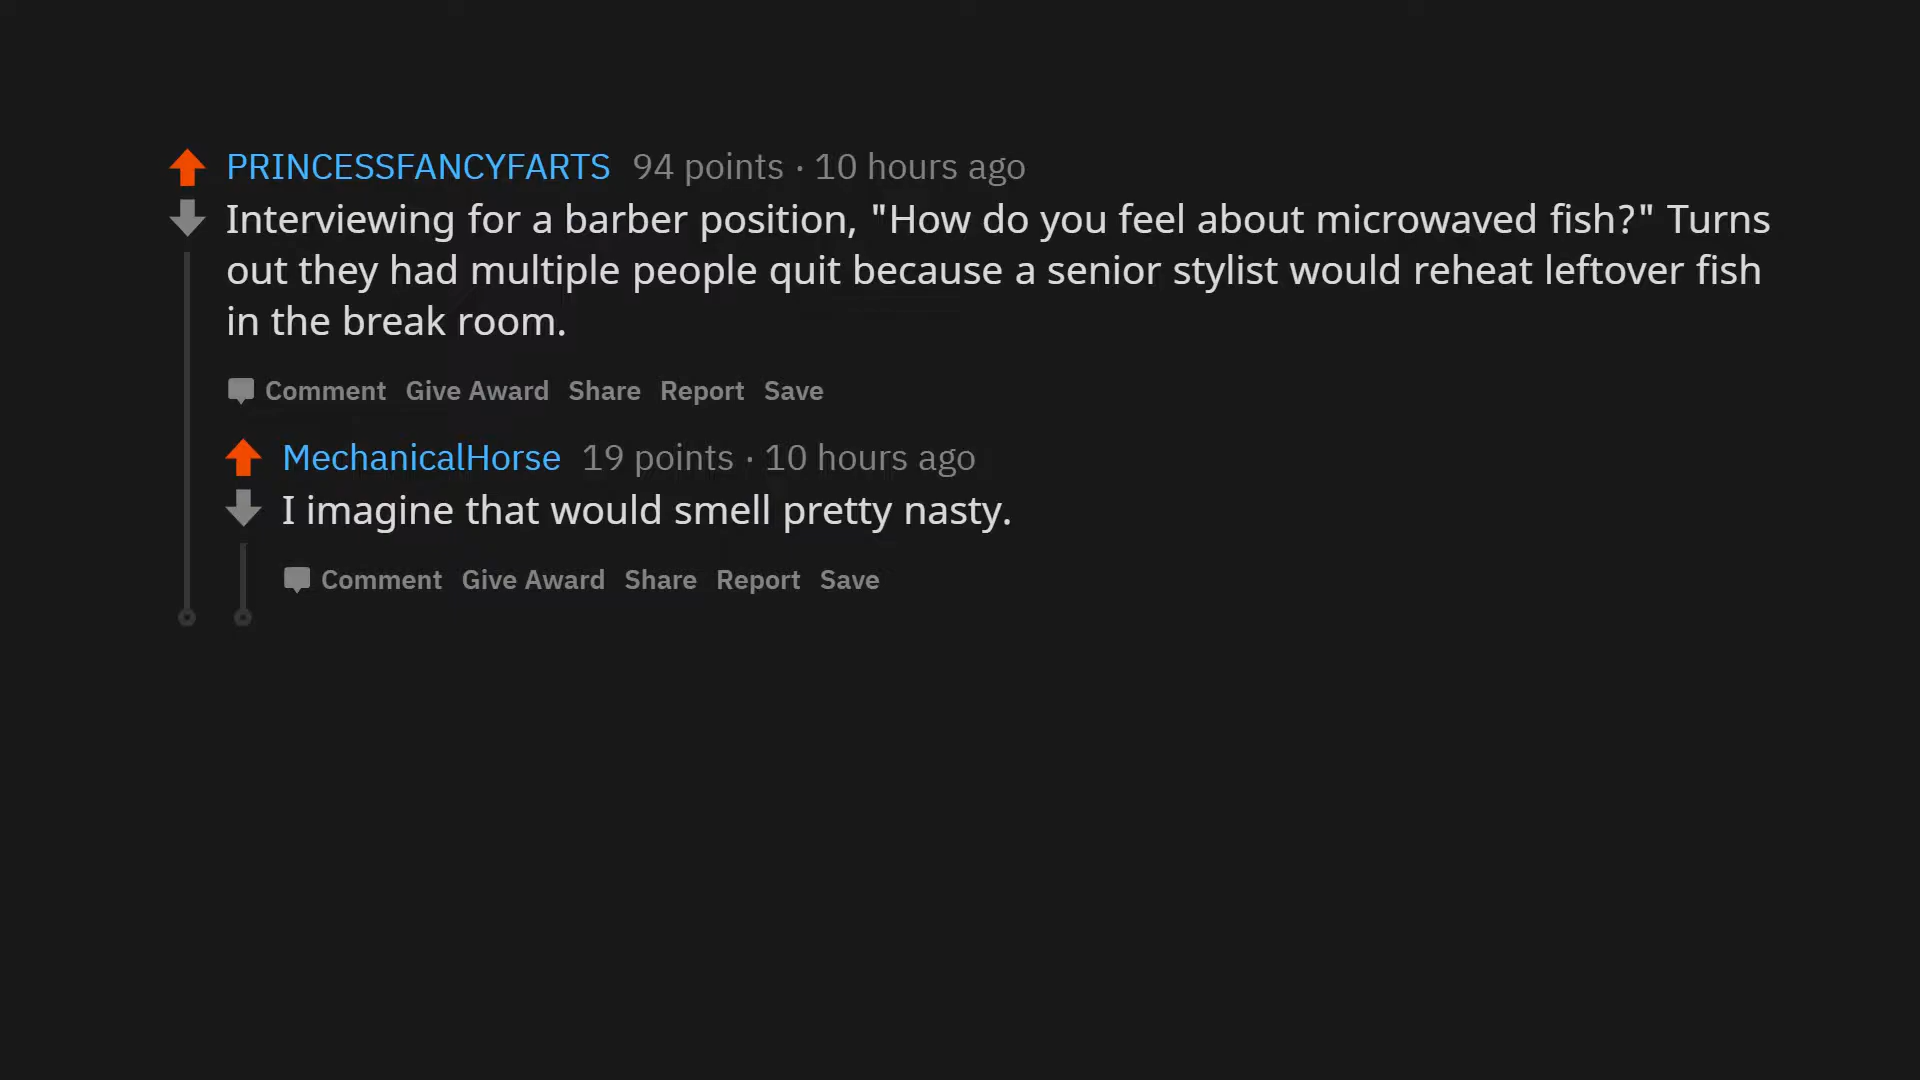 PRINCESSFANCYFARTS 94 points · 10 hours ago
Interviewing for a barber position, "How do you feel about microwaved fish?" Turns
out they had multiple people quit because a senior stylist would reheat leftover fish
in the break room.
Comment Give Award Share Report Save
MechanicalHorse 19 points · 10 hours ago
I imagine that would smell pretty nasty.
Comment Give Award Share Report Save